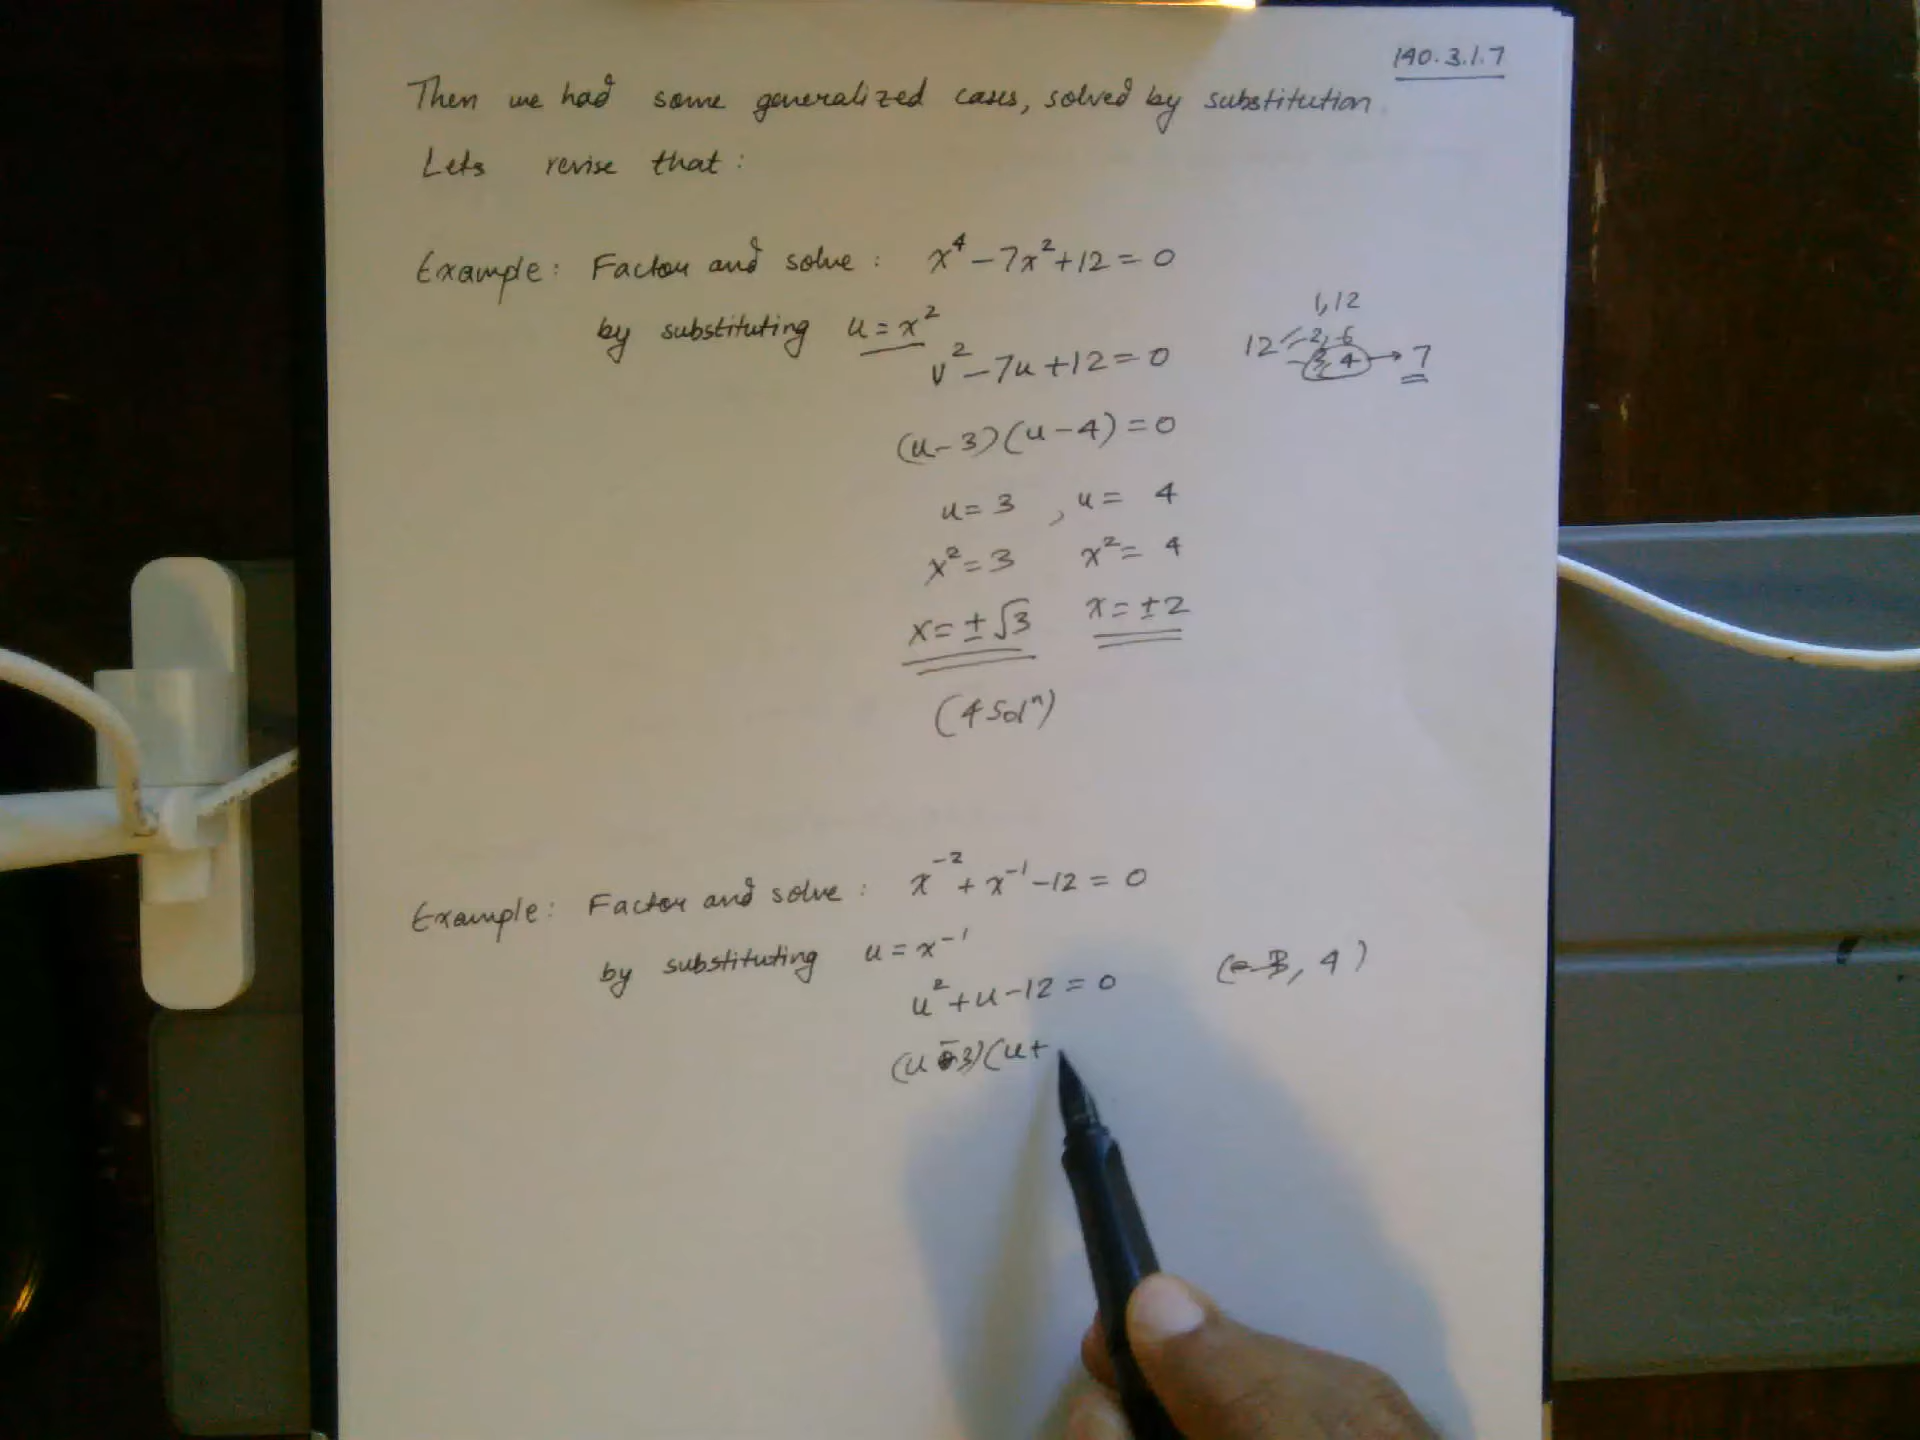 140.3.1.7
Then we had some generalized cases, solved by substitution.
Lets revise that:
Example: Factor and solve: x⁴ - 7x² + 12 = 0
by substituting u = x²
1, 12
12 2, 6
3, 4 → 7
u² - 7u + 12 = 0
(u - 3)(u - 4) = 0
u = 3 , u = 4
x² = 3 x² = 4
x = ±√3 x = ±2
(4 Solⁿ)
Example: Factor and solve: x⁻² + x⁻¹ - 12 = 0
by substituting u = x⁻¹
u² + u - 12 = 0 (-3, 4)
(u - 3)(u +